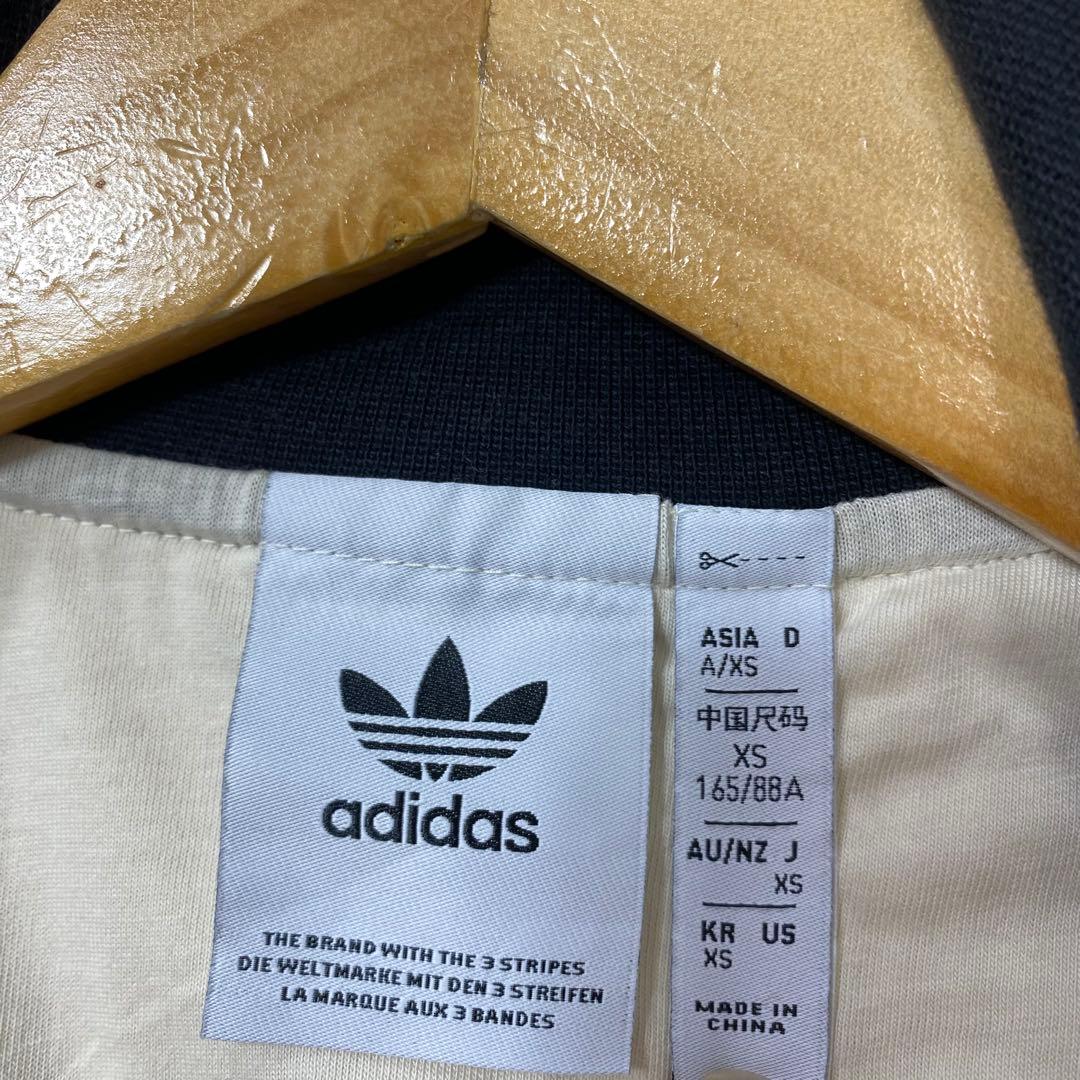 adidas
THE BRAND WITH THE 3 STRIPES
DIE WELTMARKE MIT DEN 3 STREIFEN
LA MARQUE AUX 3 BANDES
ASIA D
A/XS
中国尺码
XS
165/88A
AU/NZ J
XS
KR US
XS
MADE IN
CHINA